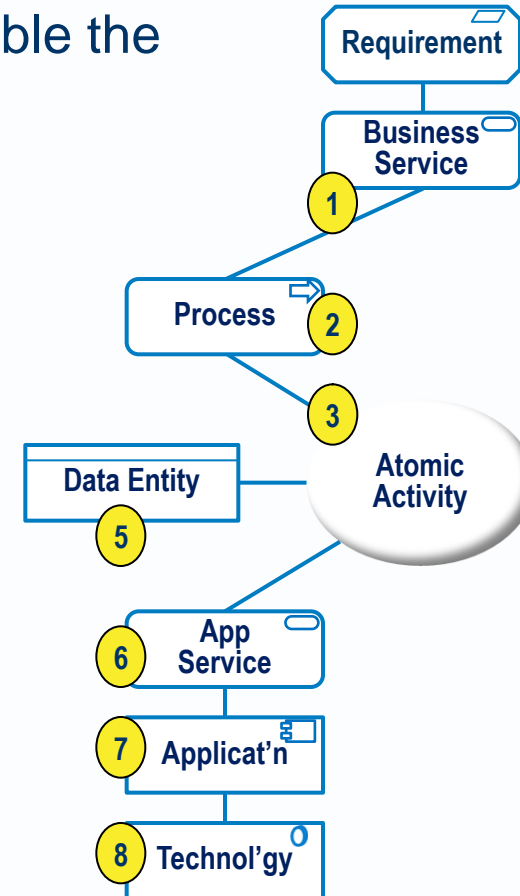 ble the
Requirement
Business
Service
1
Process
2
3
Atomic
Activity
Data Entity
5
App
Service
6
7
Applicat’n
8
Technol’gy